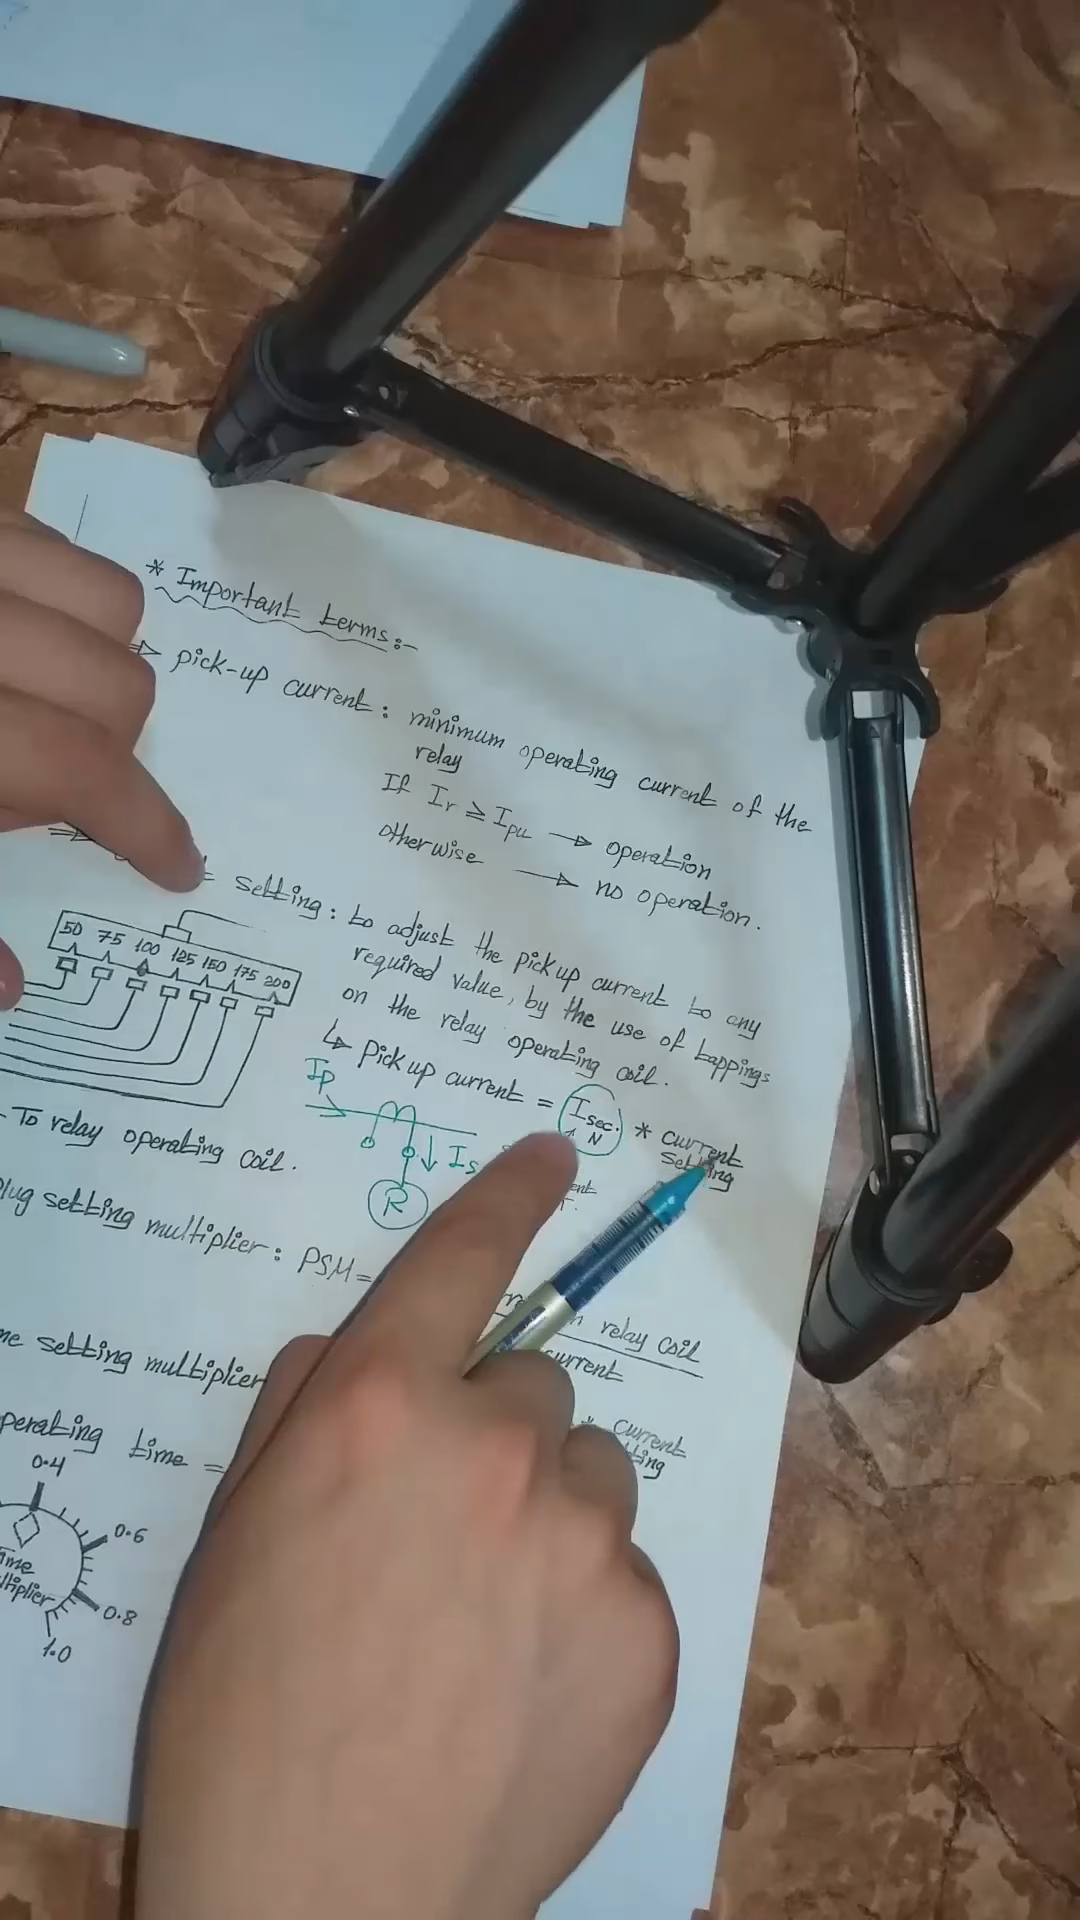 * Important terms:-
pick-up current: minimum operating current of the
relay
If Ir ≥ Ipu → operation
otherwise → no operation.
setting: to adjust the pick up current to any
required value, by the use of tappings
on the relay operating coil.
↳ Pick up current = Isec. N * current
setting
50 75 100 125 150 175 200
To relay operating coil.
Ip
Is
R
lug setting multiplier: PSM=
relay coil
current
me setting multiplier
* current
tting
perating time =
0.4
0.6
0.8
1.0
ime
ltiplier